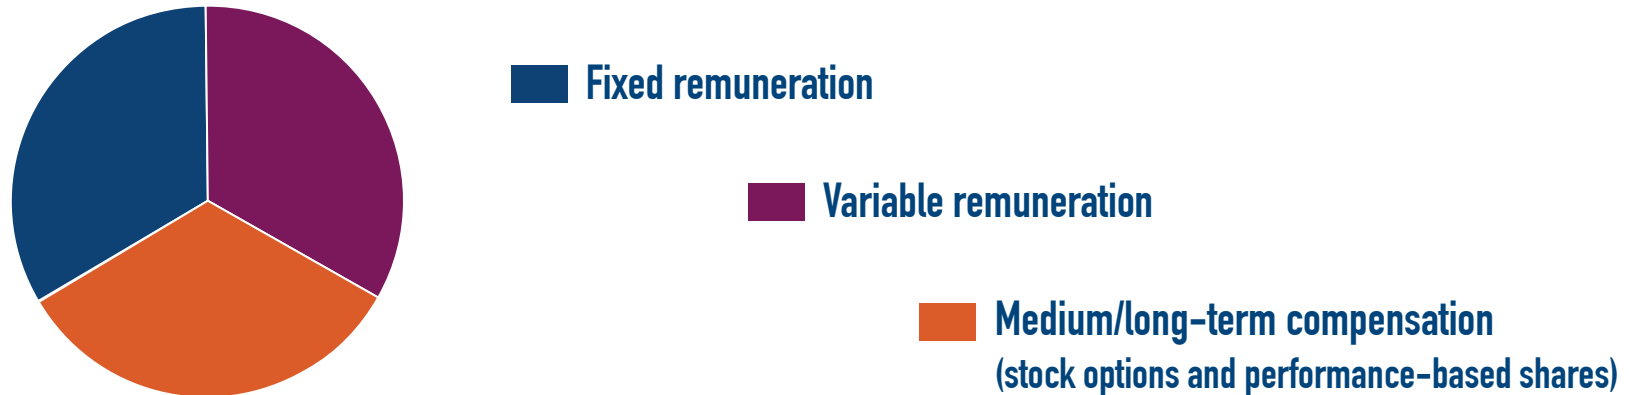 Fixed remuneration
Variable remuneration
Medium/long-term compensation
(stock options and performance-based shares)